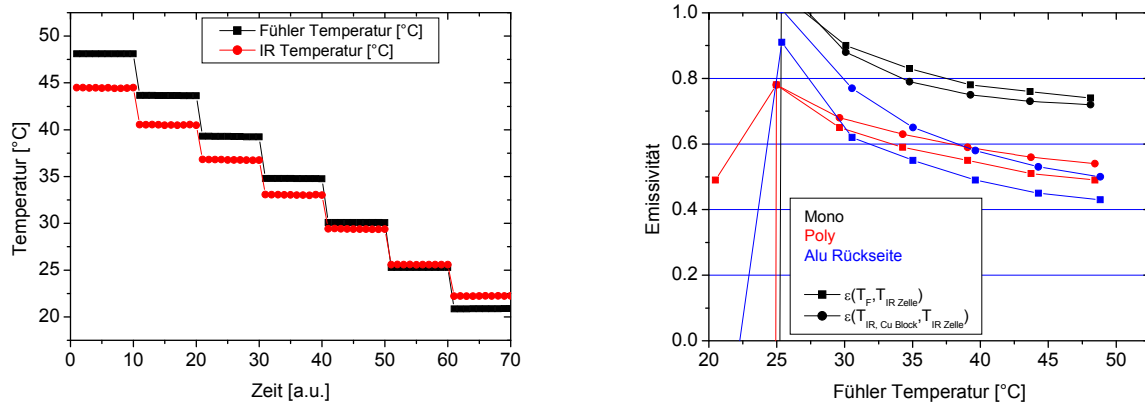 Fühler Temperatur [°C]
IR Temperatur [°C]
50
45
40
35
30
25
20
Temperatur [°C]
0 10 20 30 40 50 60 70
Zeit [a.u.]
1.0
0.8
0.6
0.4
0.2
0.0
Emissivität
Mono
Poly
Alu Rückseite
ε(T_F,T_IR Zelle)
ε(T_IR, Cu Block,T_IR Zelle)
20 25 30 35 40 45 50
Fühler Temperatur [°C]